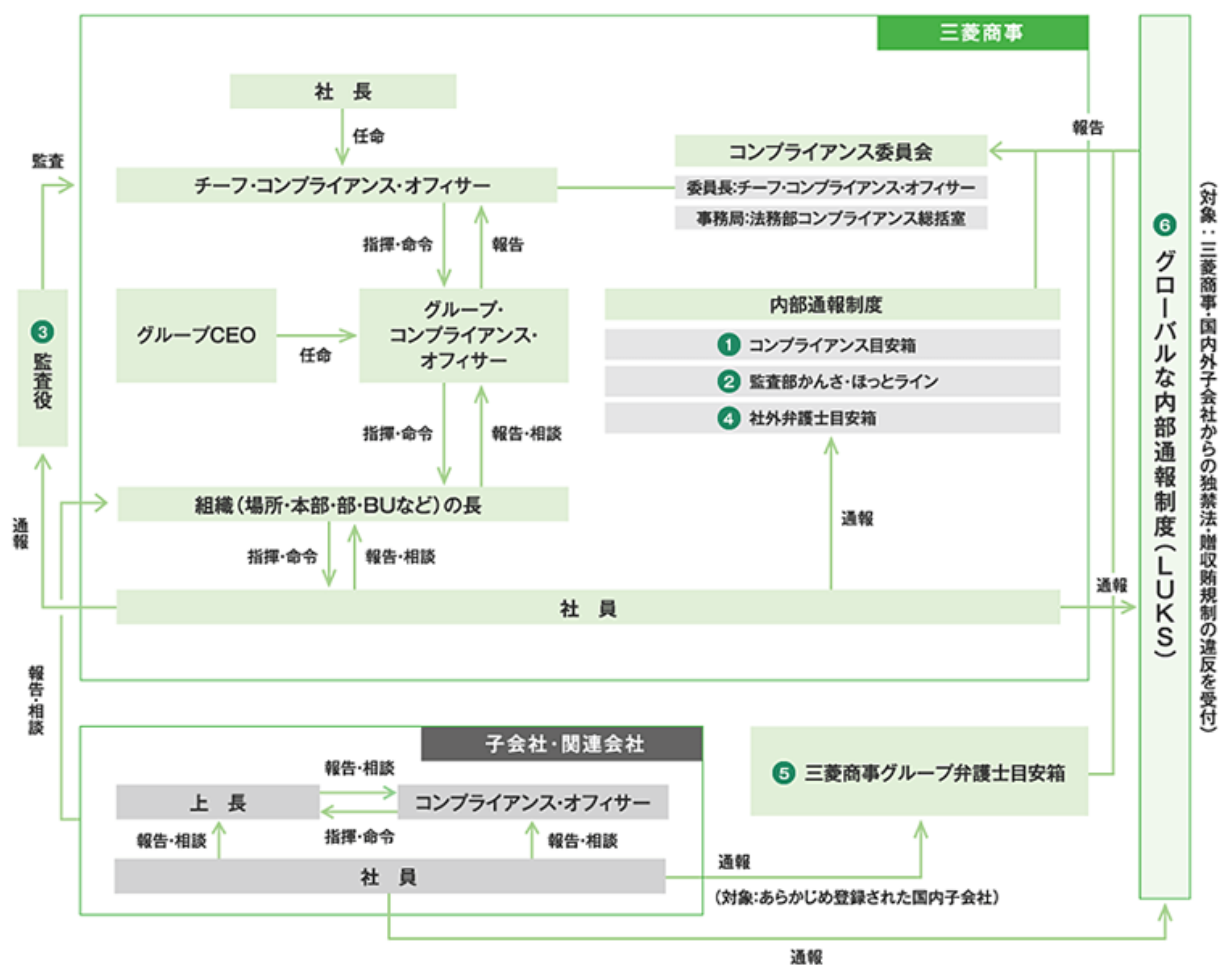 三菱商事
社 長
任命
チーフ・コンプライアンス・オフィサー
指揮・命令
報告
グループCEO
任命
グループ・
コンプライアンス・
オフィサー
指揮・命令
報告・相談
組織（場所・本部・部・BUなど）の長
指揮・命令
報告・相談
社 員
コンプライアンス委員会
委員長:チーフ・コンプライアンス・オフィサー
事務局:法務部コンプライアンス総括室
内部通報制度
1 コンプライアンス目安箱
2 監査部かんさ・ほっとライン
4 社外弁護士目安箱
通報
監査
3 監査役
通報
報告・相談
報告
通報
6 グローバルな内部通報制度（LUKS）
（対象：三菱商事・国内外子会社からの独禁法・贈収賄規制の違反を受付）
子会社・関連会社
報告・相談
上 長
コンプライアンス・オフィサー
指揮・命令
報告・相談
報告・相談
社 員
通報
（対象:あらかじめ登録された国内子会社）
5 三菱商事グループ弁護士目安箱
通報